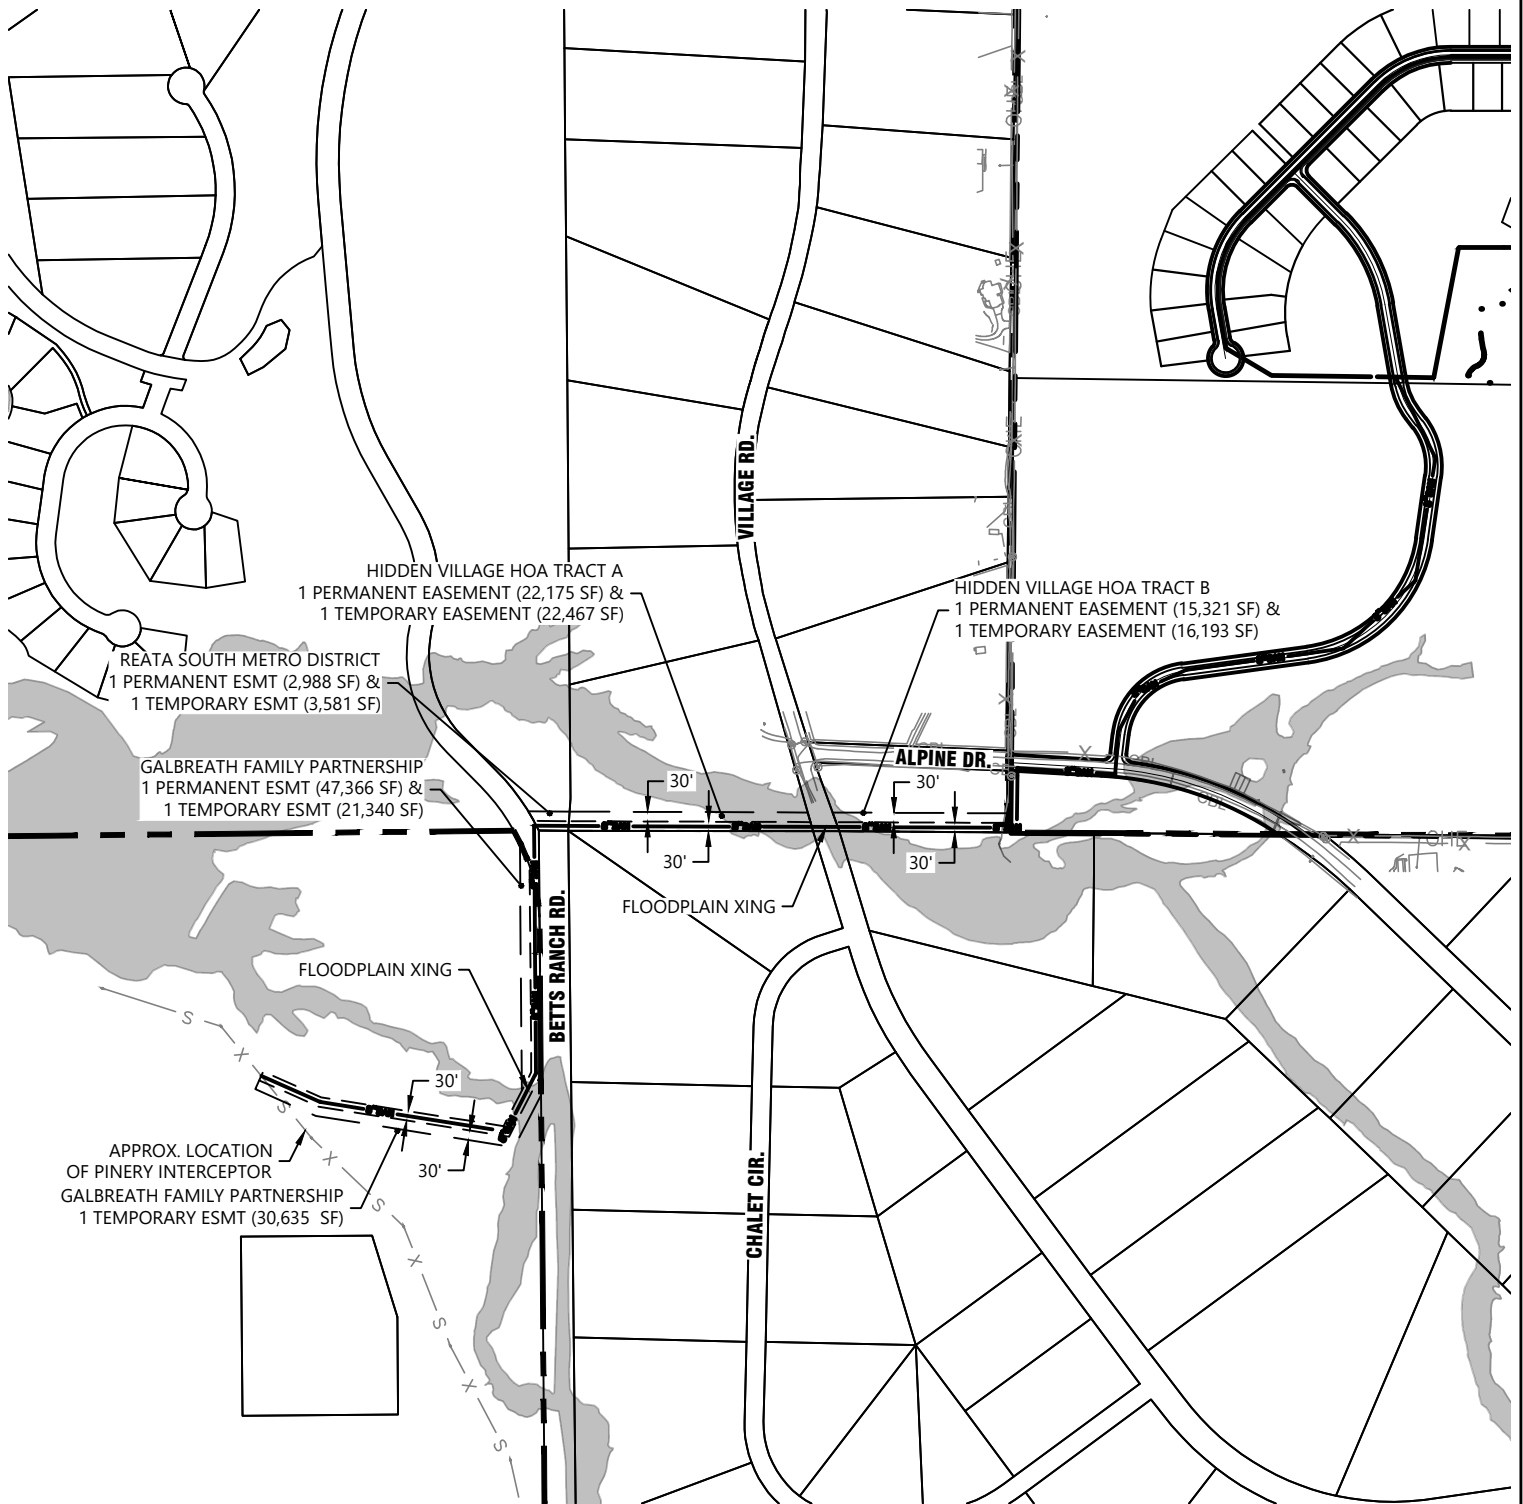 VILLAGE RD.
HIDDEN VILLAGE HOA TRACT A
1 PERMANENT EASEMENT (22,175 SF) &
1 TEMPORARY EASEMENT (22,467 SF)
HIDDEN VILLAGE HOA TRACT B
1 PERMANENT EASEMENT (15,321 SF) &
1 TEMPORARY EASEMENT (16,193 SF)
REATA SOUTH METRO DISTRICT
1 PERMANENT ESMT (2,988 SF) &
1 TEMPORARY ESMT (3,581 SF)
ALPINE DR.
GALBREATH FAMILY PARTNERSHIP
1 PERMANENT ESMT (47,366 SF) &
1 TEMPORARY ESMT (21,340 SF)
30'
30'
30'
30'
FLOODPLAIN XING
BETTS RANCH RD.
FLOODPLAIN XING
S
X
30'
S
30'
APPROX. LOCATION
OF PINERY INTERCEPTOR
X
GALBREATH FAMILY PARTNERSHIP
1 TEMPORARY ESMT (30,635 SF)
S
CHALET CIR.
X
S
X
S